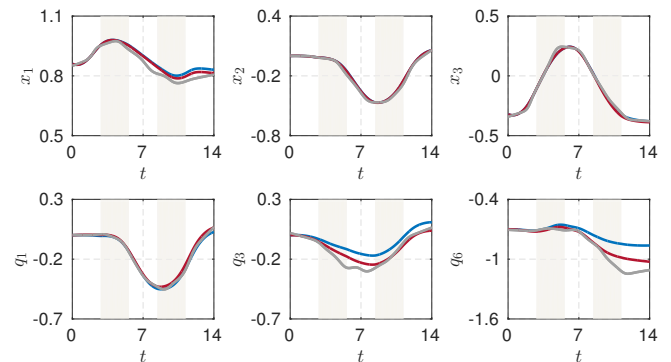 1.1 0.4 0.5
x₁ 0.8 x₂ -0.2 x₃ 0
0.5 -0.8 -0.5
0 7 14 0 7 14 0 7 14
t t t
0.3 0.3 -0.4
q₁ -0.2 q₃ -0.2 q₆ -1
-0.7 -0.7 -1.6
0 7 14 0 7 14 0 7 14
t t t